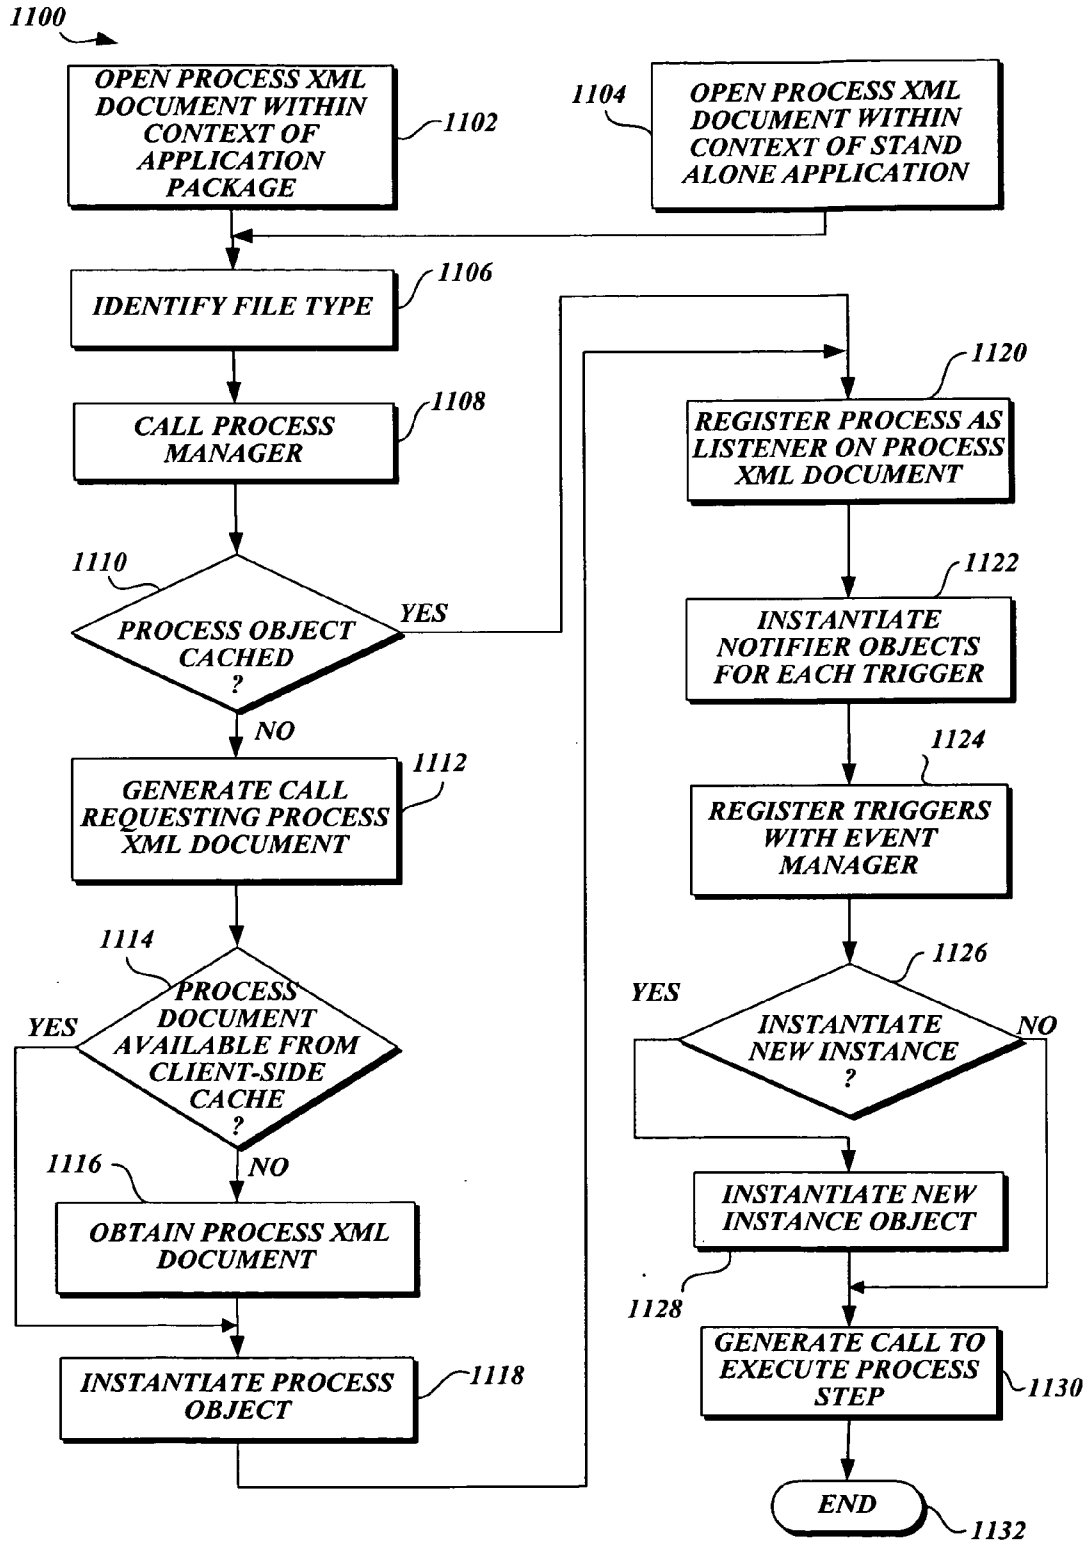 1100
OPEN PROCESS XML
DOCUMENT WITHIN
CONTEXT OF
APPLICATION
PACKAGE
1102
1104
OPEN PROCESS XML
DOCUMENT WITHIN
CONTEXT OF STAND
ALONE APPLICATION
1106
IDENTIFY FILE TYPE
1108
CALL PROCESS
MANAGER
1110
PROCESS OBJECT
CACHED
?
YES
NO
1112
GENERATE CALL
REQUESTING PROCESS
XML DOCUMENT
1114
PROCESS
DOCUMENT
AVAILABLE FROM
CLIENT-SIDE
CACHE
?
YES
NO
1116
OBTAIN PROCESS XML
DOCUMENT
1118
INSTANTIATE PROCESS
OBJECT
1120
REGISTER PROCESS AS
LISTENER ON PROCESS
XML DOCUMENT
1122
INSTANTIATE
NOTIFIER OBJECTS
FOR EACH TRIGGER
1124
REGISTER TRIGGERS
WITH EVENT
MANAGER
1126
YES
INSTANTIATE
NEW INSTANCE
?
NO
INSTANTIATE NEW
INSTANCE OBJECT
1128
GENERATE CALL TO
EXECUTE PROCESS
STEP
1130
END
1132